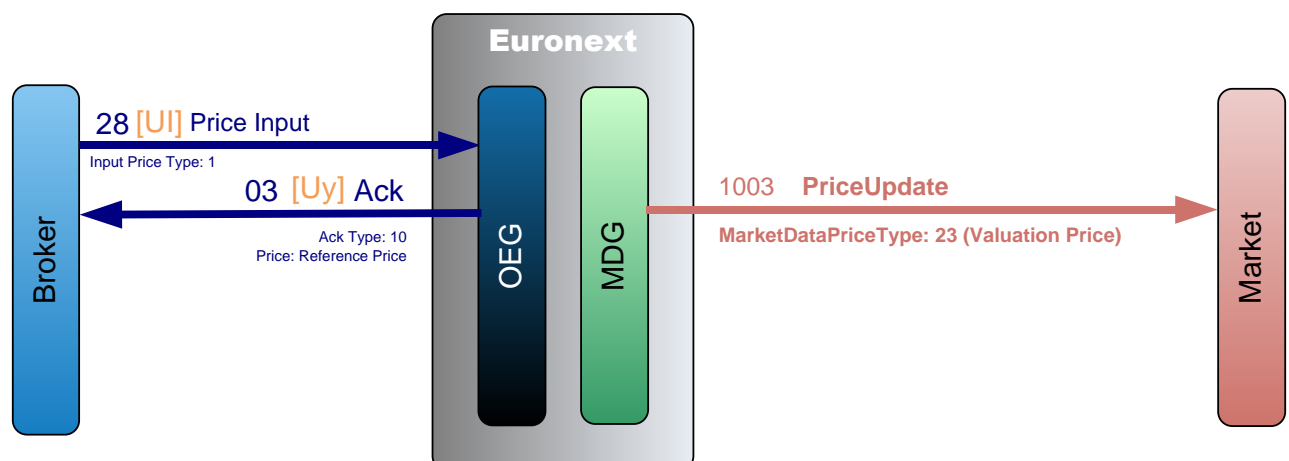 Euronext
28 [UI] Price Input
Input Price Type: 1
03 [Uy] Ack
Ack Type: 10
Price: Reference Price
1003 PriceUpdate
MarketDataPriceType: 23 (Valuation Price)
Broker
OEG
MDG
Market